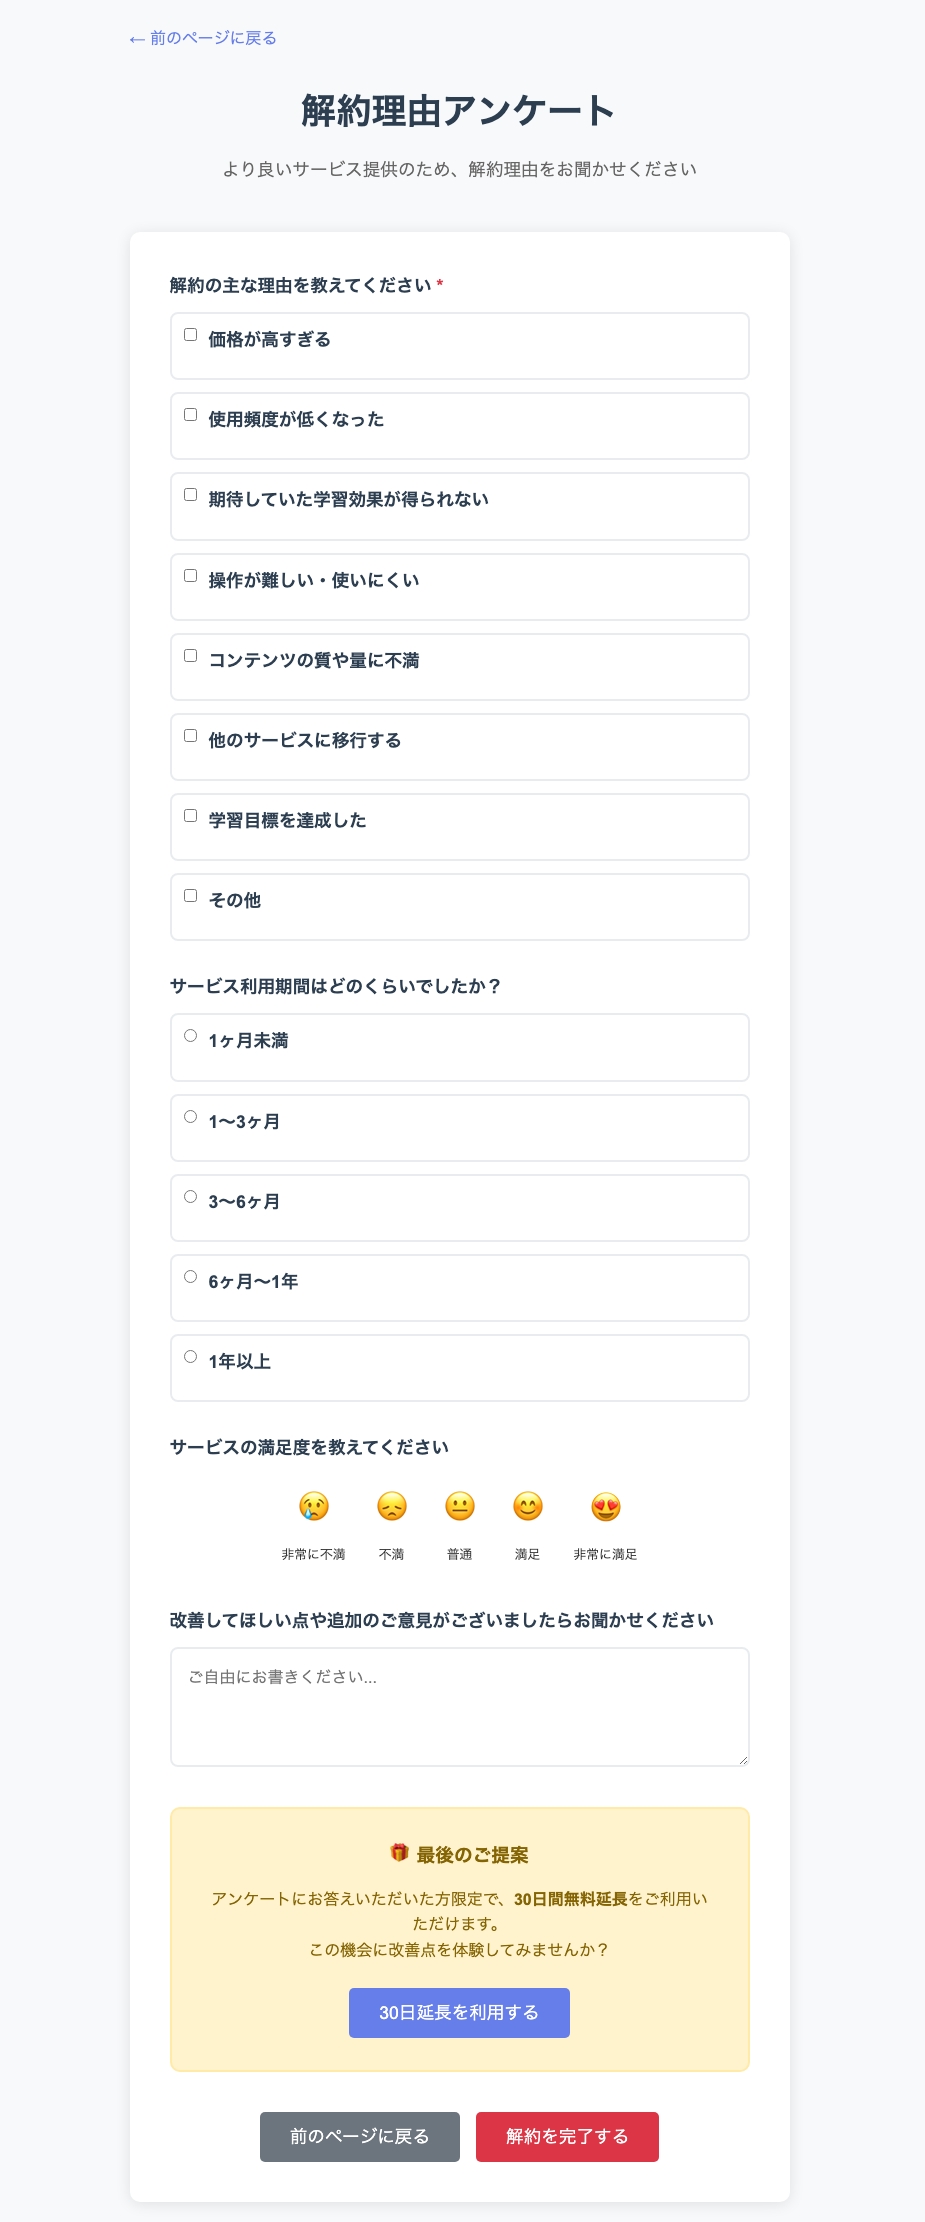 ← 前のページに戻る
解約理由アンケート
より良いサービス提供のため、解約理由をお聞かせください
解約の主な理由を教えてください *
価格が高すぎる
使用頻度が低くなった
期待していた学習効果が得られない
操作が難しい・使いにくい
コンテンツの質や量に不満
他のサービスに移行する
学習目標を達成した
その他
サービス利用期間はどのくらいでしたか？
1ヶ月未満
1〜3ヶ月
3〜6ヶ月
6ヶ月〜1年
1年以上
サービスの満足度を教えてください
非常に不満 不満 普通 満足 非常に満足
改善してほしい点や追加のご意見がございましたらお聞かせください
ご自由にお書きください...
最後のご提案
アンケートにお答えいただいた方限定で、30日間無料延長をご利用い
ただけます。
この機会に改善点を体験してみませんか？
30日延長を利用する
前のページに戻る 解約を完了する